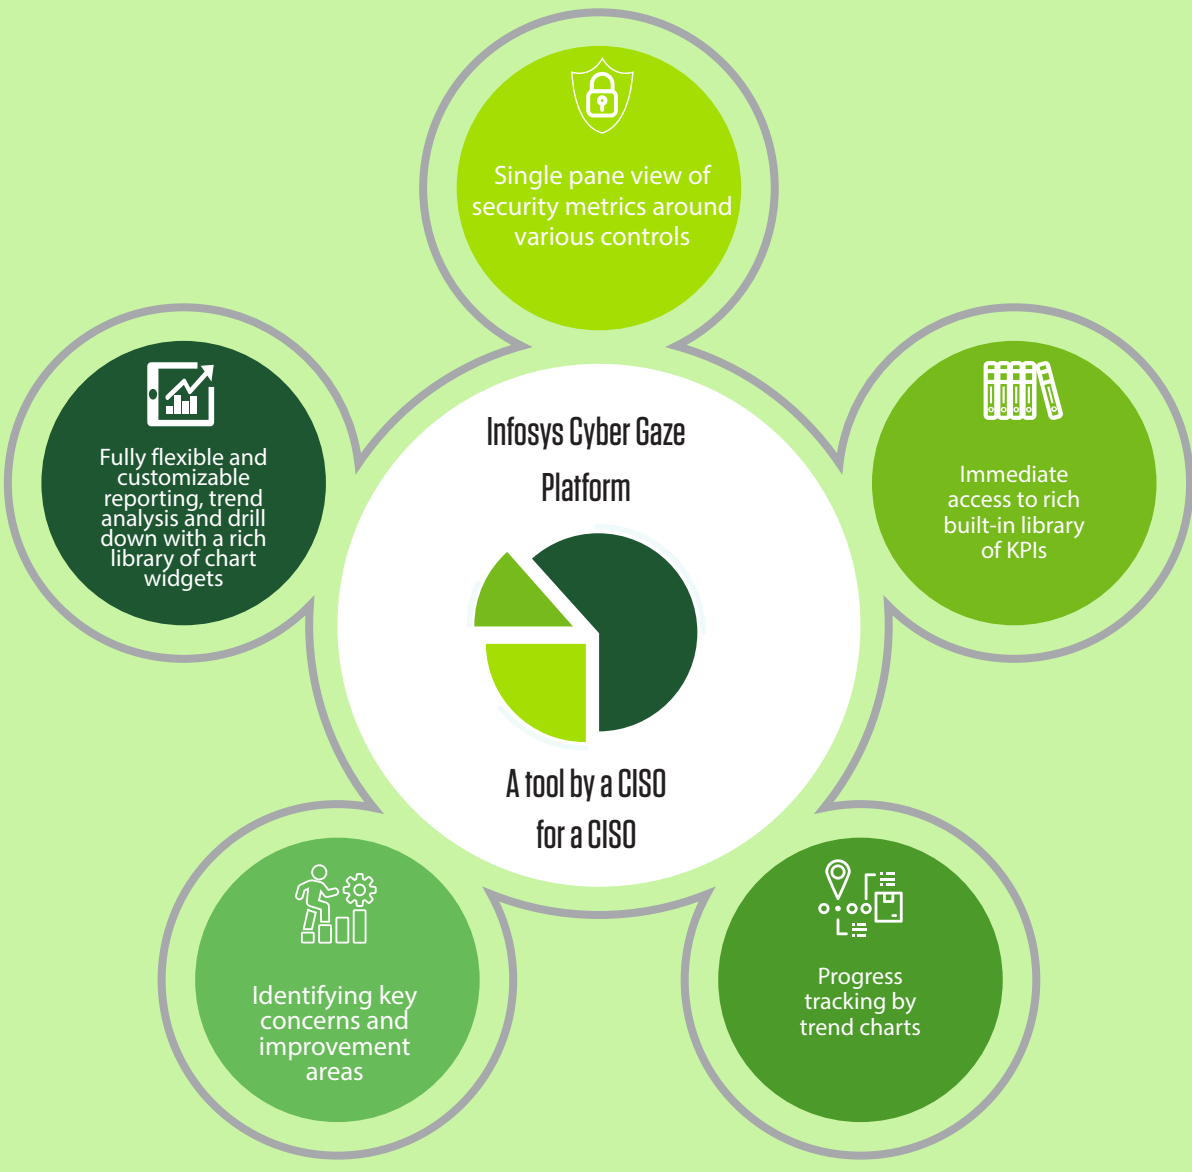 Single pane view of
security metrics around
various controls
Fully flexible and
customizable
reporting, trend
analysis and drill
down with a rich
library of chart
widgets
Infosys Cyber Gaze
Platform
A tool by a CISO
for a CISO
Immediate
access to rich
built-in library
of KPIs
Identifying key
concerns and
improvement
areas
Progress
tracking by
trend charts